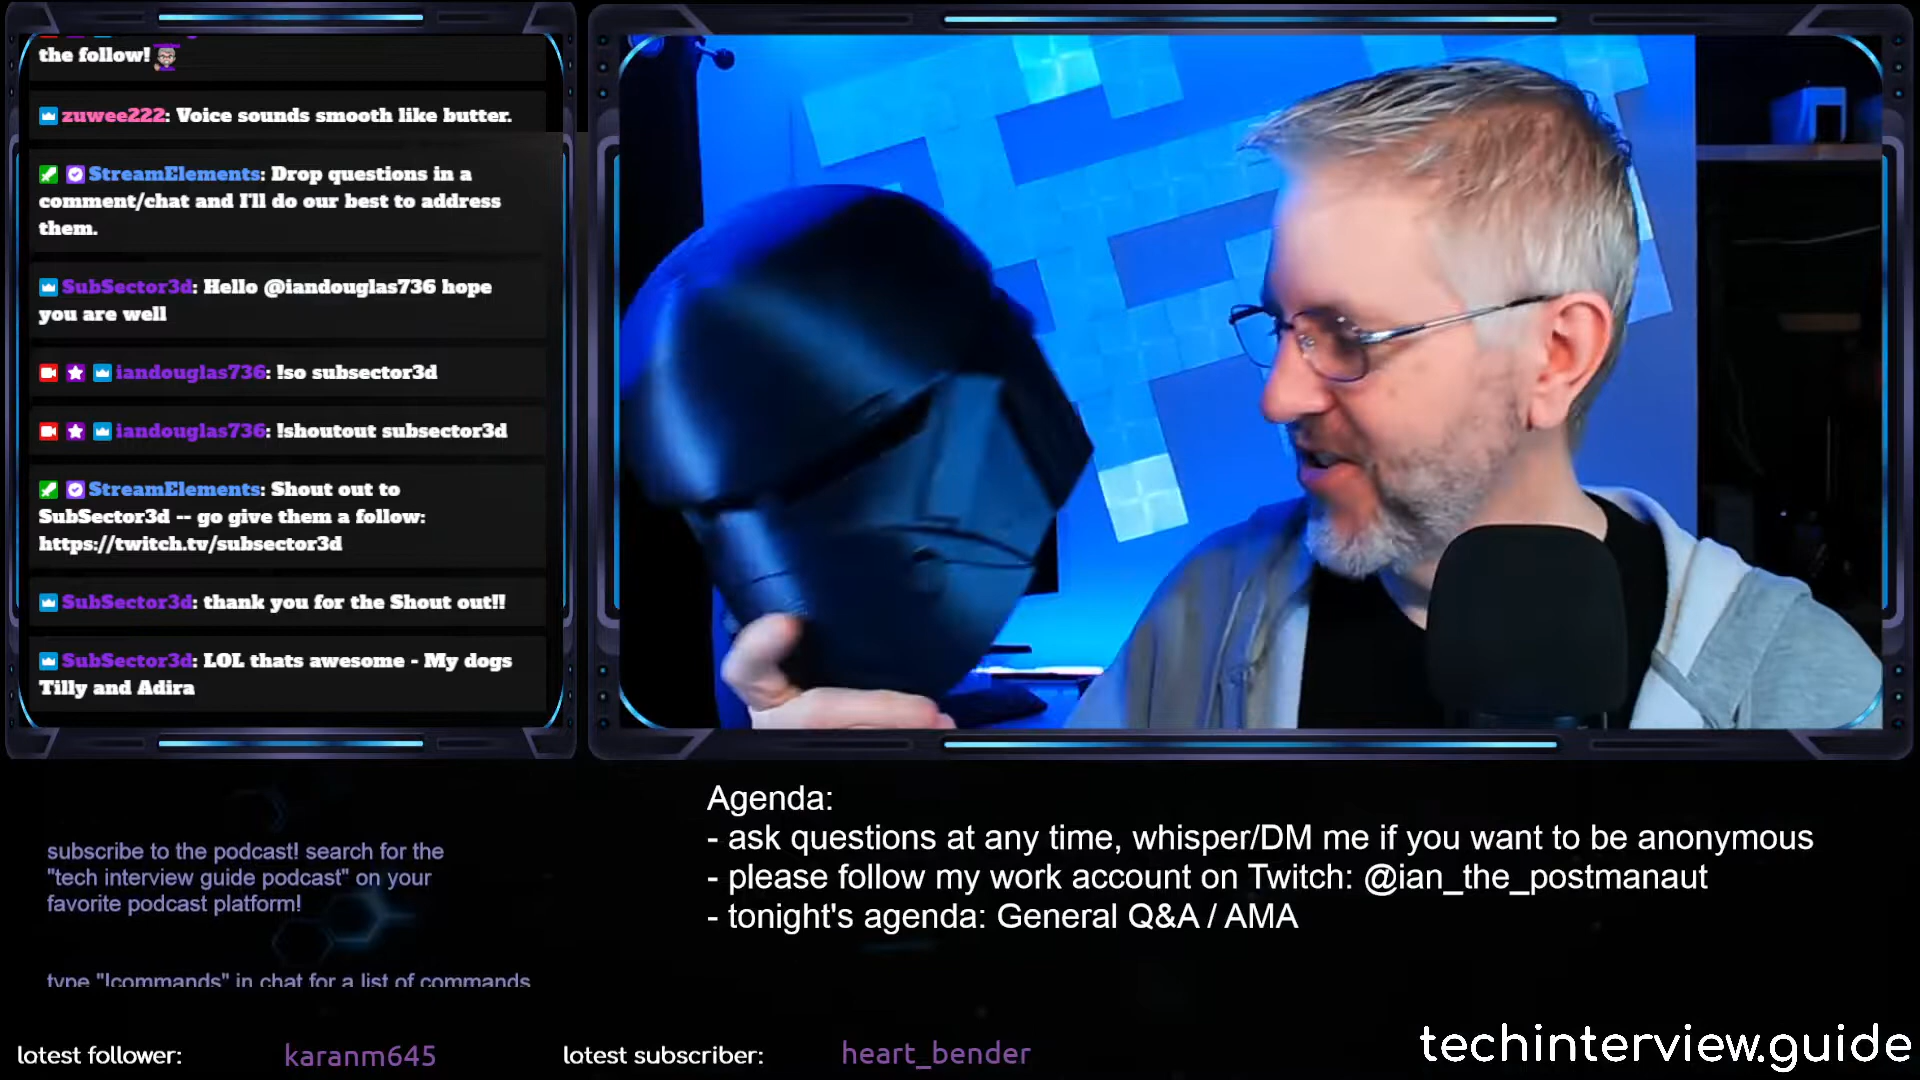 the follow!
zuwee222: Voice sounds smooth like butter.
StreamElements: Drop questions in a
comment/chat and I'll do our best to address
them.
SubSector3d: Hello @iandouglas736 hope
you are well
iandouglas736: !so subsector3d
iandouglas736: !shoutout subsector3d
StreamElements: Shout out to
SubSector3d -- go give them a follow:
https://twitch.tv/subsector3d
SubSector3d: thank you for the Shout out!!
SubSector3d: LOL thats awesome - My dogs
Tilly and Adira
Agenda:
- ask questions at any time, whisper/DM me if you want to be anonymous
- please follow my work account on Twitch: @ian_the_postmanaut
- tonight's agenda: General Q&A / AMA
subscribe to the podcast! search for the
"tech interview guide podcast" on your
favorite podcast platform!
type "!commands" in chat for a list of commands
latest follower: karanm645
latest subscriber: heart_bender
techinterview.guide